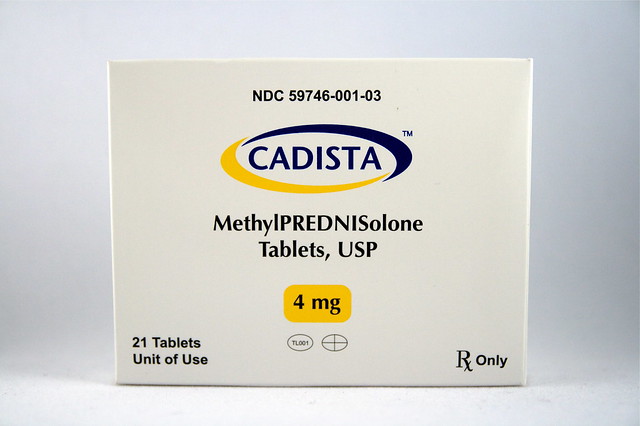 NDC 59746-001-03
CADISTA™
MethylPREDNISolone
Tablets, USP
4 mg
21 Tablets
Unit of Use
TL001
℞ Only